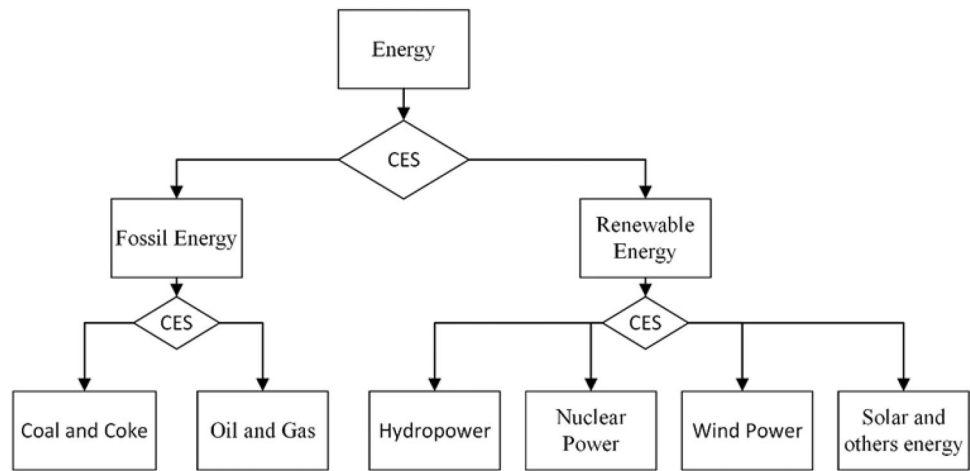 Energy
CES
Fossil Energy
Renewable
Energy
CES
CES
Coal and Coke
Oil and Gas
Hydropower
Nuclear
Power
Wind Power
Solar and
others energy